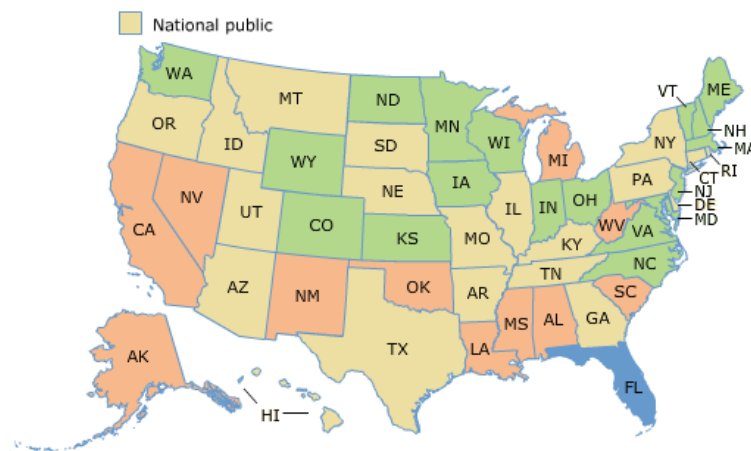 National public
WA
MT
ND
MN
VT
ME
OR
ID
SD
WI
NY
NH
MA
WY
MI
RI
CT
NV
NE
IA
PA
NJ
CA
UT
CO
IL
IN
OH
DE
MD
KS
MO
WV
VA
KY
NC
AZ
NM
OK
AR
TN
SC
MS
AL
GA
TX
LA
AK
FL
HI